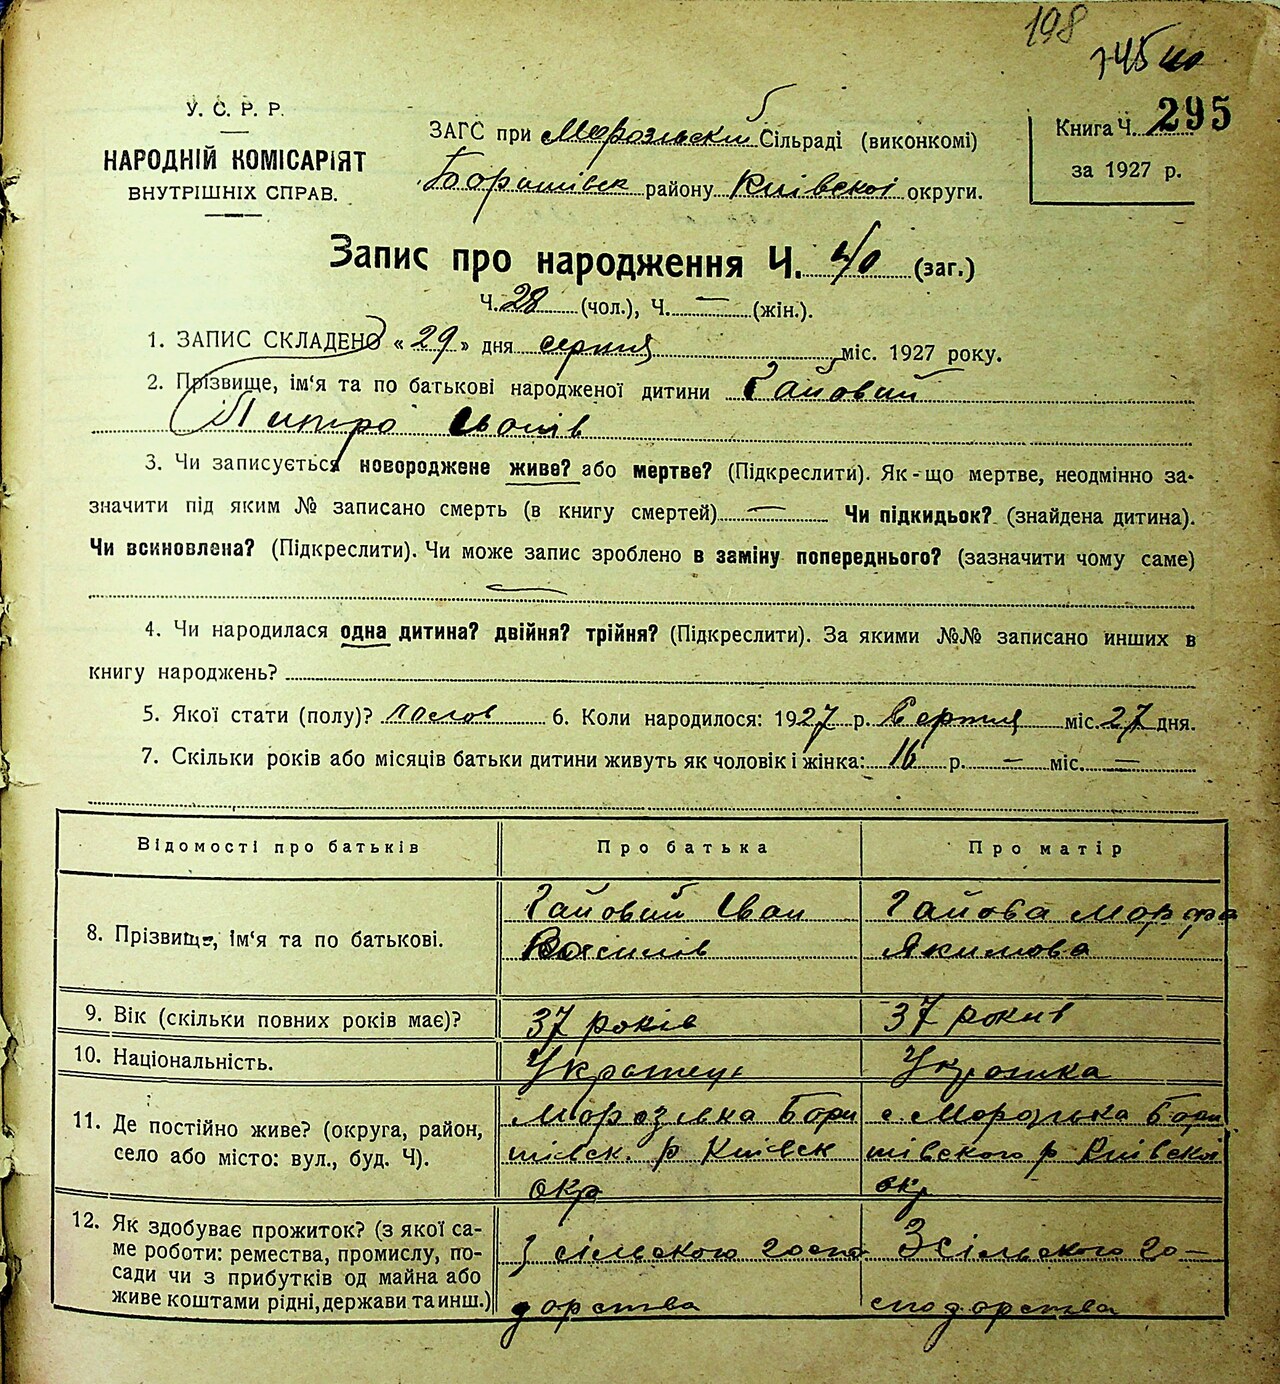 198
295
У. С. Р. Р.
НАРОДНІЙ КОМІСАРІЯТ
ВНУТРІШНІХ СПРАВ.
ЗАГС при Сільраді (виконкомі)
району Київскої округи.
Книга Ч.
за 1927 р.
Запис про народження Ч. 40 (заг.)
Ч. 28 (чол.), Ч. — (жін.).
1. ЗАПИС СКЛАДЕНО « 29 » дня серпня міс. 1927 року.
2. Прізвище, ім‘я та по батькові народженої дитини Гайовий
Петро Іванів
3. Чи записується новороджене живе? або мертве? (Підкреслити). Як-що мертве, неодмінно за-
значити під яким № записано смерть (в книгу смертей) — Чи підкидьок? (знайдена дитина).
Чи всиновлена? (Підкреслити). Чи може запис зроблено в заміну попереднього? (зазначити чому саме)
—
4. Чи народилася одна дитина? двійня? трійня? (Підкреслити). За якими №№ записано инших в
книгу народжень?
5. Якої стати (полу)? 6. Коли народилося: 1927 р. Серпня міс. 27 дня.
7. Скільки років або місяців батьки дитини живуть як чоловік і жінка: 16 р. — міс. —
Відомості про батьків Про батька Про матір
8. Прізвище, ім‘я та по батькові.
Гайовий Іван
Василів
Гайова Марфа
Якимова
9. Вік (скільки повних років має)? 37 років 37 років
10. Національність. Українець Українка
11. Де постійно живе? (округа, район,
село або місто: вул., буд. Ч).
Морозівка Бори
півск. р Київск
окр
с. Морозівка Бори
півского р Київскої
окр
12. Як здобуває прожиток? (з якої са-
ме роботи: ремества, промислу, по-
сади чи з прибутків од майна або
живе коштами рідні, держави та инш.)
З сільского госпо
дарства
З сільского го—
сподарства